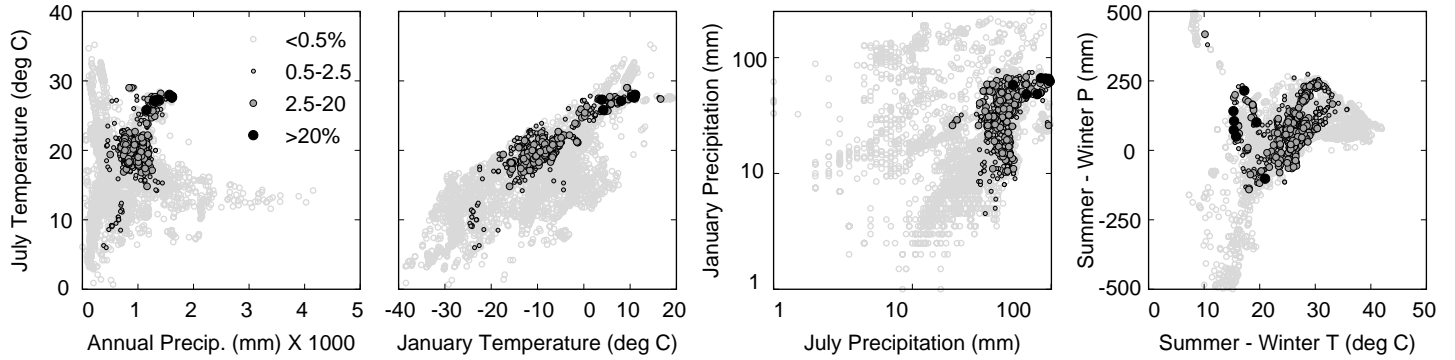 July Temperature (deg C)
40
30
20
10
0
<0.5%
0.5-2.5
2.5-20
>20%
0 1 2 3 4 5
Annual Precip. (mm) X 1000
-40 -30 -20 -10 0 10 20
January Temperature (deg C)
January Precipitation (mm)
100
10
1
1 10 100
July Precipitation (mm)
Summer - Winter P (mm)
500
250
0
-250
-500
0 10 20 30 40 50
Summer - Winter T (deg C)